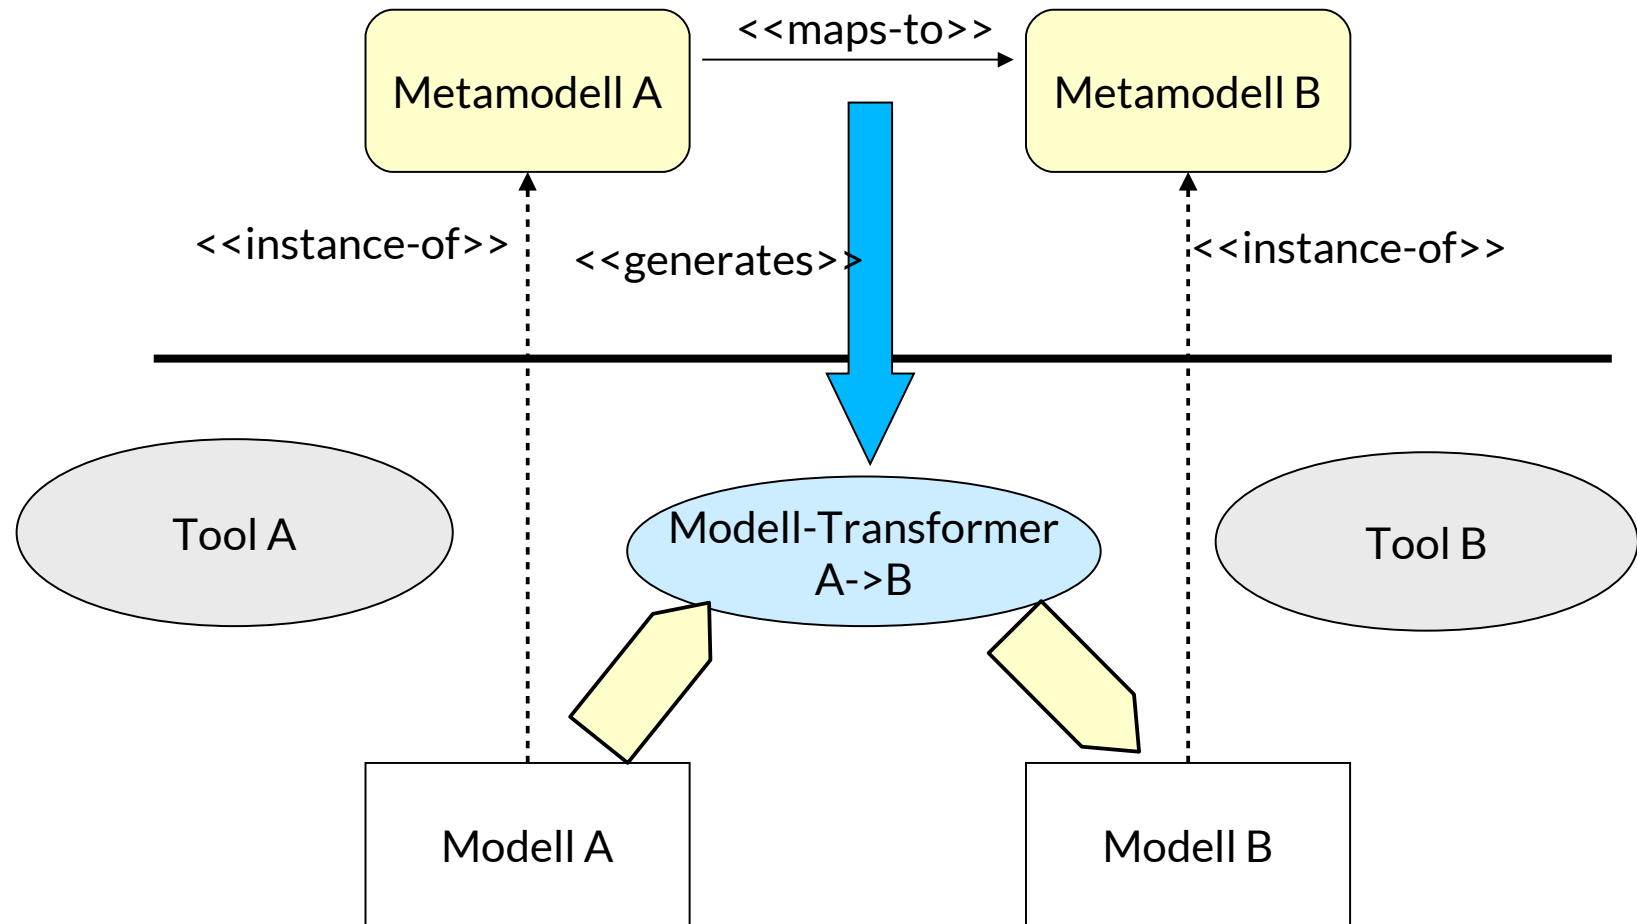 <<maps-to>>
Metamodell A
Metamodell B
<<instance-of>>
<<generates>>
<<instance-of>>
Tool A
Modell-Transformer
A->B
Tool B
Modell A
Modell B